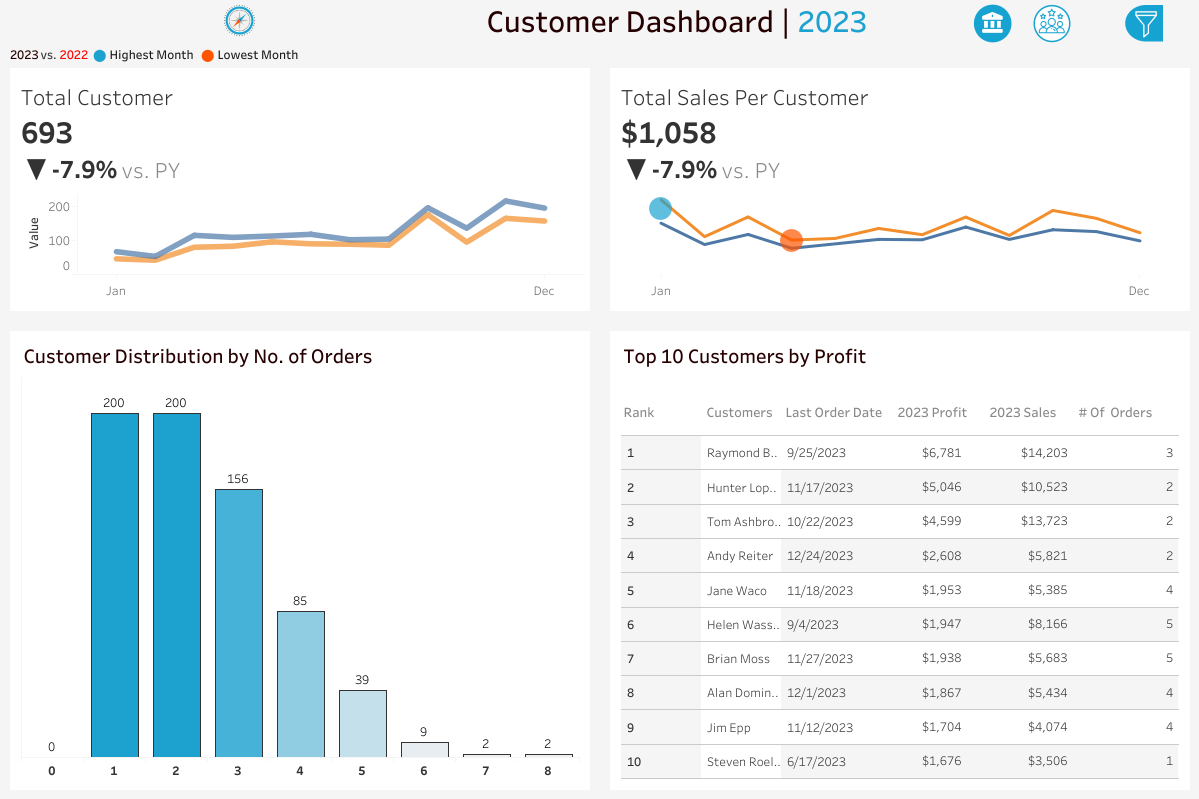 Customer Dashboard | 2023
2023 vs. 2022 Highest Month Lowest Month
Total Customer
693
▼ -7.9% vs. PY
Value
200
100
0
Jan Dec
Total Sales Per Customer
$1,058
▼ -7.9% vs. PY
Jan Dec
Customer Distribution by No. of Orders
200 200
156
85
39
9
2 2
0
0 1 2 3 4 5 6 7 8
Top 10 Customers by Profit
Rank Customers Last Order Date 2023 Profit 2023 Sales # Of Orders
1 Raymond B.. 9/25/2023 $6,781 $14,203 3
2 Hunter Lop.. 11/17/2023 $5,046 $10,523 2
3 Tom Ashbro.. 10/22/2023 $4,599 $13,723 2
4 Andy Reiter 12/24/2023 $2,608 $5,821 2
5 Jane Waco 11/18/2023 $1,953 $5,385 4
6 Helen Wass.. 9/4/2023 $1,947 $8,166 5
7 Brian Moss 11/27/2023 $1,938 $5,683 5
8 Alan Domin.. 12/1/2023 $1,867 $5,434 4
9 Jim Epp 11/12/2023 $1,704 $4,074 4
10 Steven Roel.. 6/17/2023 $1,676 $3,506 1